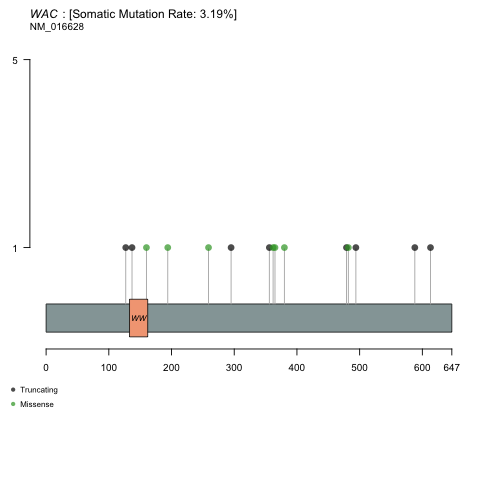 WAC : [Somatic Mutation Rate: 3.19%]
NM_016628
5
1
WW
0 100 200 300 400 500 600 647
Truncating
Missense